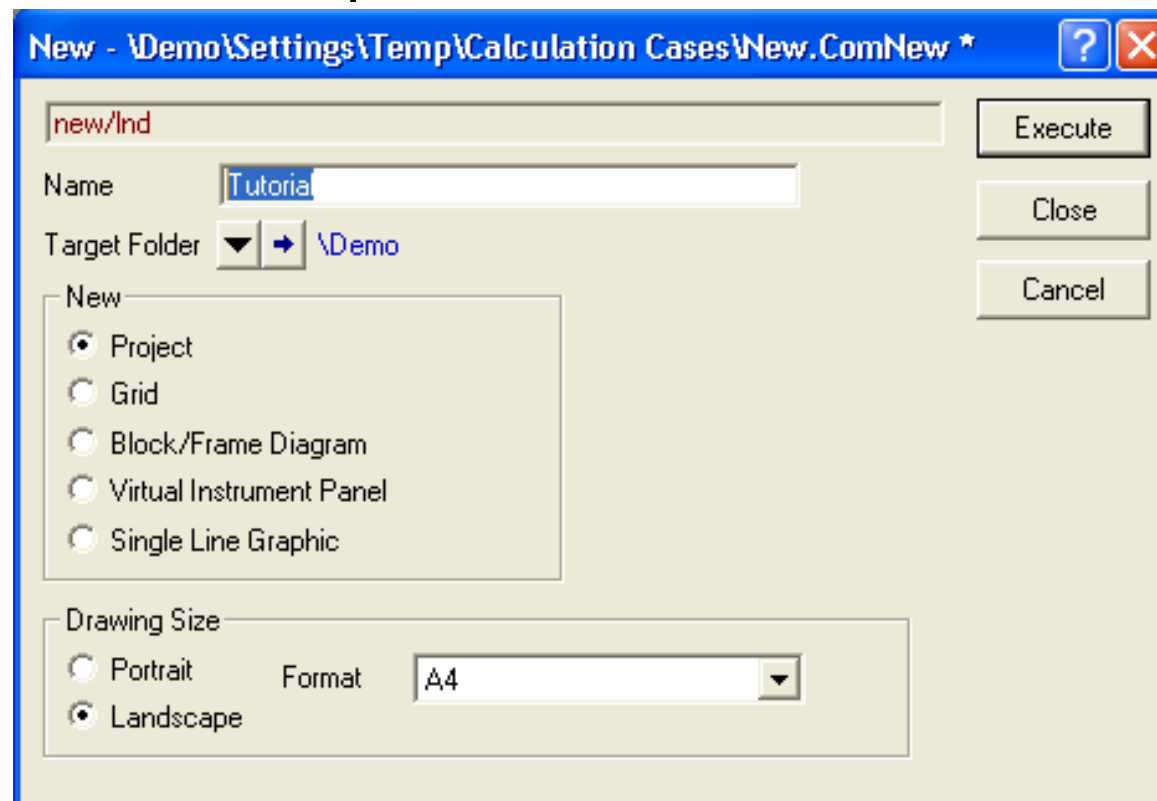 New - \Demo\Settings\Temp\Calculation Cases\New.ComNew *
new/lnd
Execute
Name Tutorial
Close
Target Folder \Demo
Cancel
New
Project
Grid
Block/Frame Diagram
Virtual Instrument Panel
Single Line Graphic
Drawing Size
Portrait Format A4
Landscape